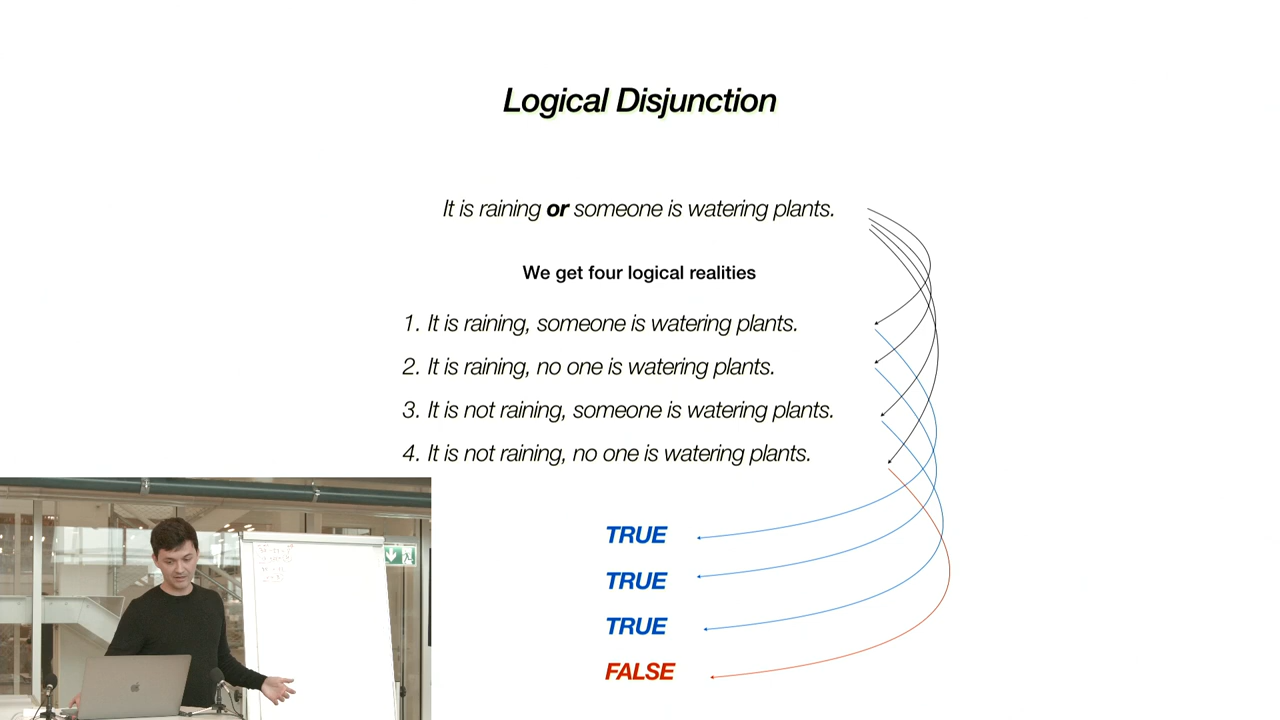 Logical Disjunction
It is raining or someone is watering plants.
We get four logical realities
1. It is raining, someone is watering plants.
2. It is raining, no one is watering plants.
3. It is not raining, someone is watering plants.
4. It is not raining, no one is watering plants.
TRUE
TRUE
TRUE
FALSE